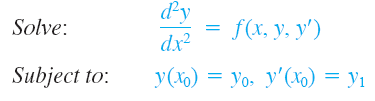 Solve: d²y/dx² = f(x, y, y′)
Subject to: y(x₀) = y₀, y′(x₀) = y₁